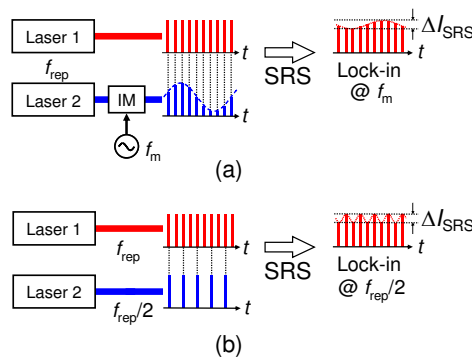 Laser 1
f_rep
Laser 2
IM
f_m
t
t
SRS
t
ΔI_SRS
Lock-in
@ f_m
(a)
Laser 1
f_rep
Laser 2
f_rep/2
t
t
SRS
t
ΔI_SRS
Lock-in
@ f_rep/2
(b)